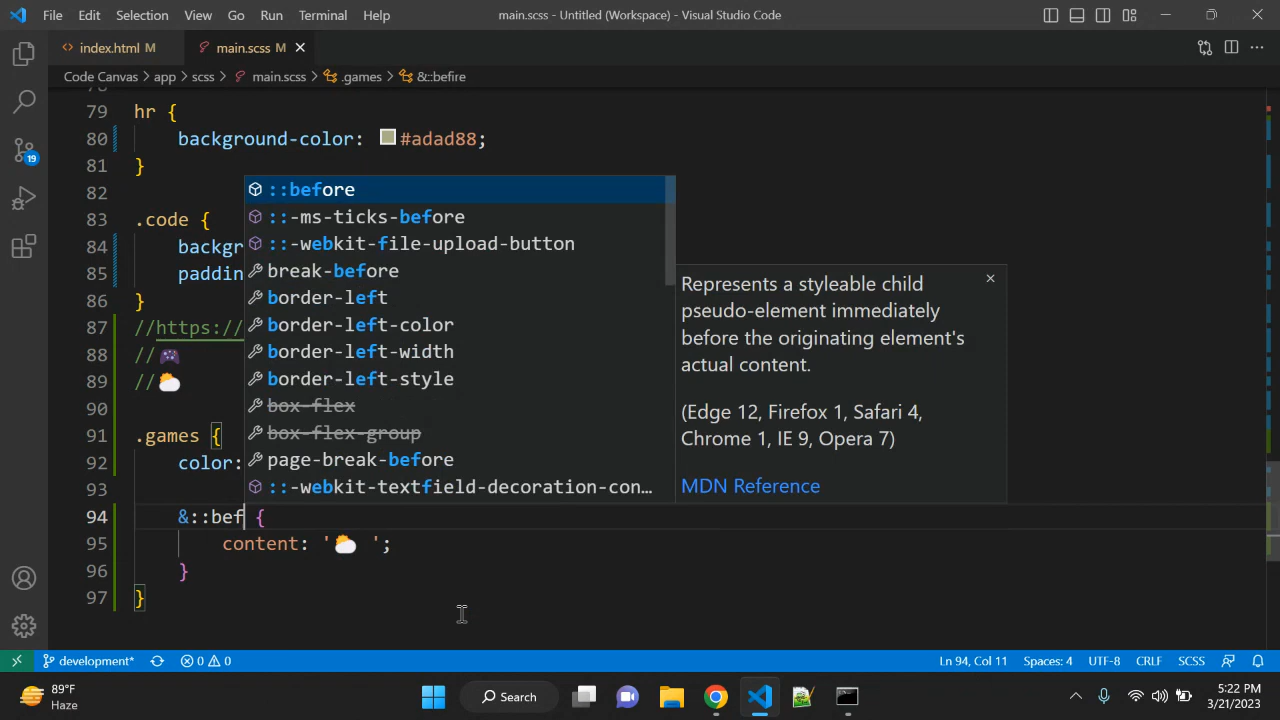 File Edit Selection View Go Run Terminal Help main.scss - Untitled (Workspace) - Visual Studio Code
<> index.html M main.scss M ×
Code Canvas > app > scss > main.scss > .games > &::befire
79 hr {
80 background-color: #adad88;
81 }
82
83 .code {
84 backgr
85 paddin
86 }
87 //https://
88 //🎮
89 //⛅
90
91 .games {
92 color:
93
94 &::bef {
95 content: '⛅ ';
96 }
97 }
::before
::-ms-ticks-before
::-webkit-file-upload-button
break-before
border-left
border-left-color
border-left-width
border-left-style
box-flex
box-flex-group
page-break-before
::-webkit-textfield-decoration-con...
Represents a styleable child
pseudo-element immediately
before the originating element's
actual content.
(Edge 12, Firefox 1, Safari 4,
Chrome 1, IE 9, Opera 7)
MDN Reference
19
development* 0 0 Ln 94, Col 11 Spaces: 4 UTF-8 CRLF SCSS
89°F
Haze
Search
5:22 PM
3/21/2023